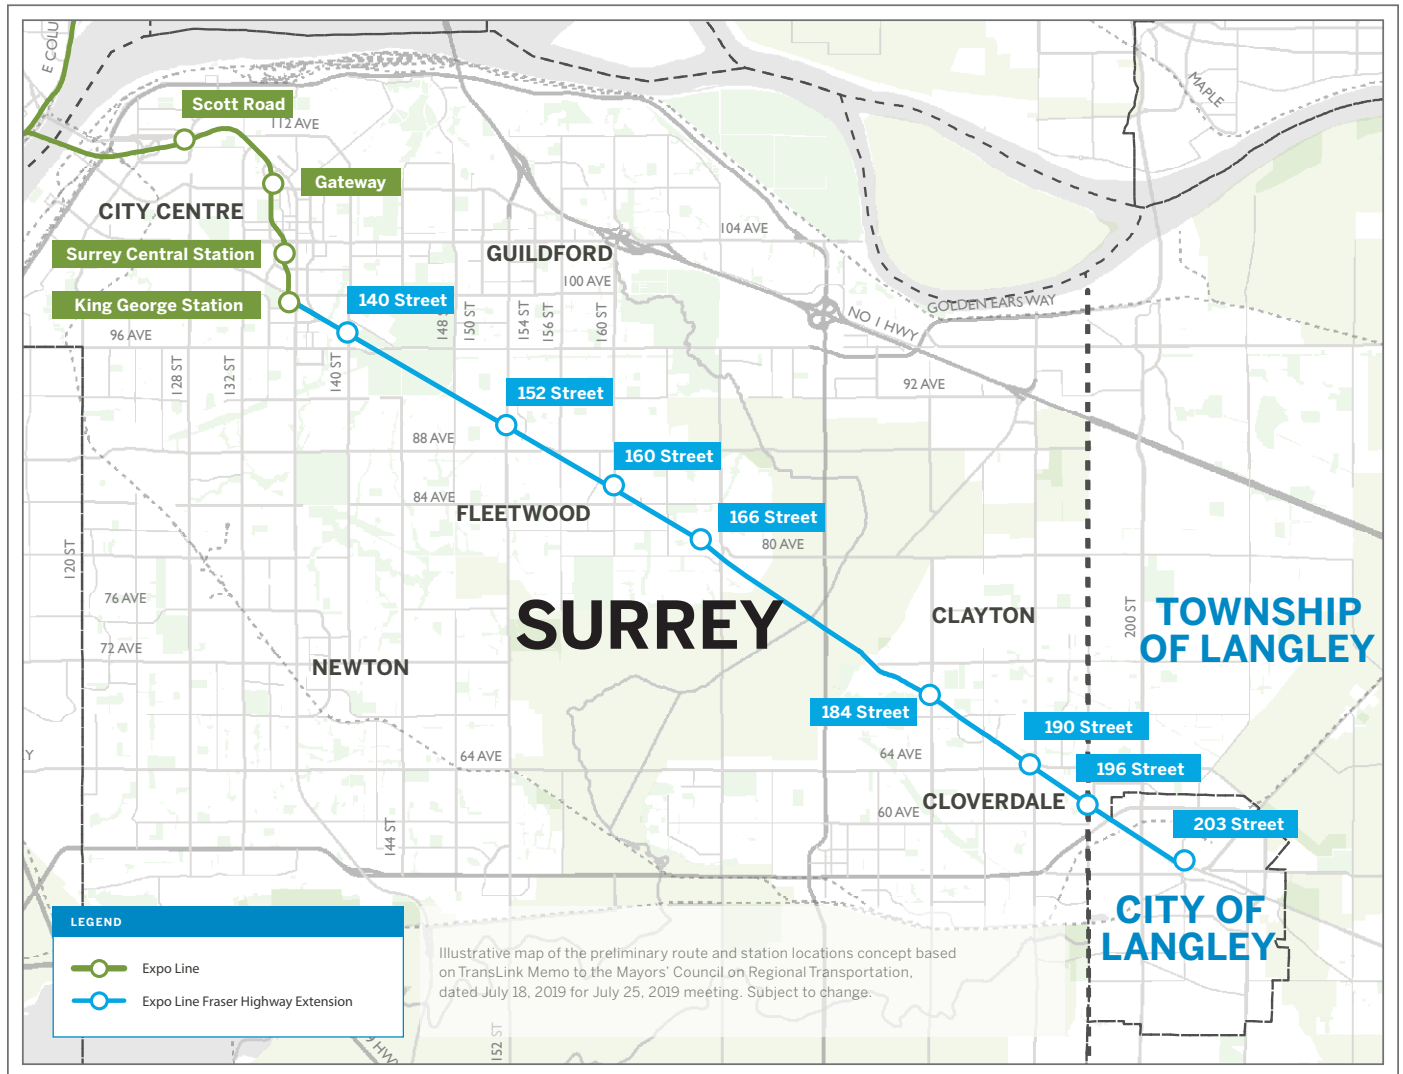 E COLU
MAPLE
Scott Road
112 AVE
Gateway
CITY CENTRE
104 AVE
Surrey Central Station
GUILDFORD
100 AVE
King George Station
140 Street
GOLDEN EARS WAY
NO 1 HWY
96 AVE
148 S
150 ST
154 ST
156 ST
160 ST
128 ST
132 ST
140 ST
92 AVE
152 Street
88 AVE
160 Street
84 AVE
FLEETWOOD
166 Street
80 AVE
120 ST
76 AVE
SURREY
CLAYTON
200 ST
TOWNSHIP
OF LANGLEY
72 AVE
NEWTON
184 Street
190 Street
64 AVE
64 AVE
196 Street
CLOVERDALE
60 AVE
203 Street
144 ST
CITY OF
LANGLEY
LEGEND
Expo Line
Expo Line Fraser Highway Extension
Illustrative map of the preliminary route and station locations concept based
on TransLink Memo to the Mayors' Council on Regional Transportation,
dated July 18, 2019 for July 25, 2019 meeting. Subject to change.
152 ST
9 HWY